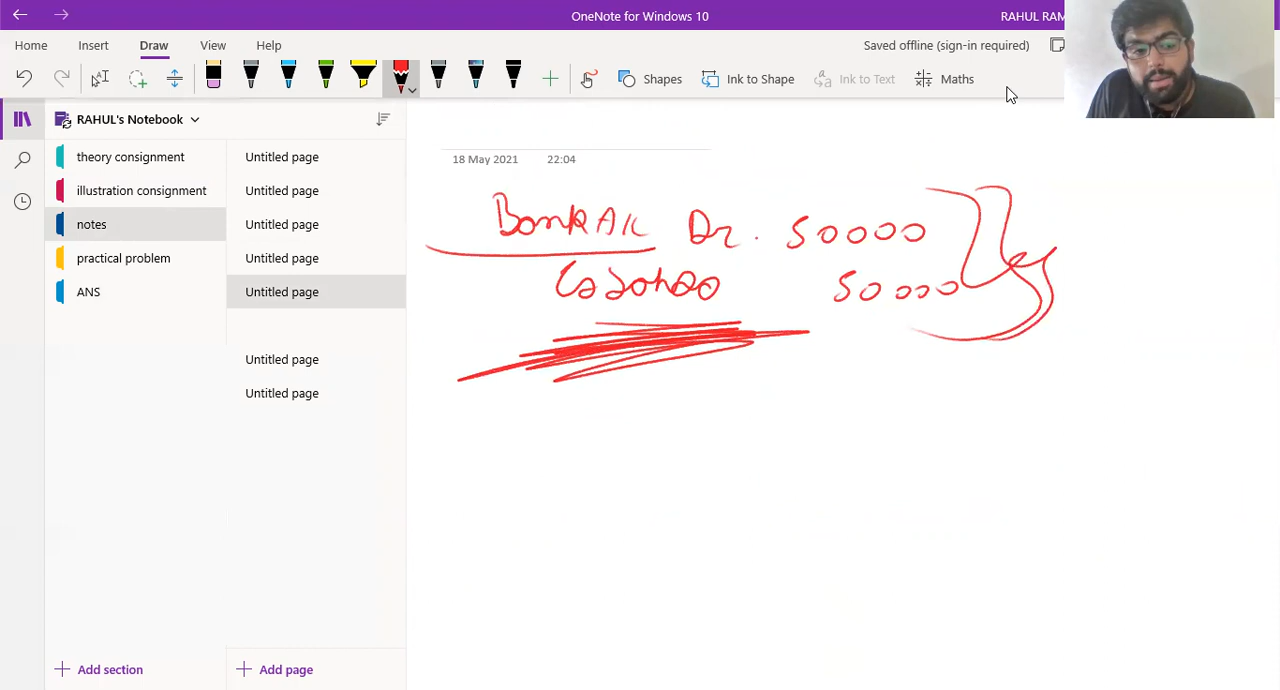 OneNote for Windows 10
RAHUL RAM
Home Insert Draw View Help
Saved offline (sign-in required)
Shapes Ink to Shape Ink to Text Maths
RAHUL's Notebook
theory consignment
illustration consignment
notes
practical problem
ANS
Untitled page
Untitled page
Untitled page
Untitled page
Untitled page
Untitled page
Untitled page
18 May 2021 22:04
Bank A/c Dr. 50000
50000
Add section
Add page